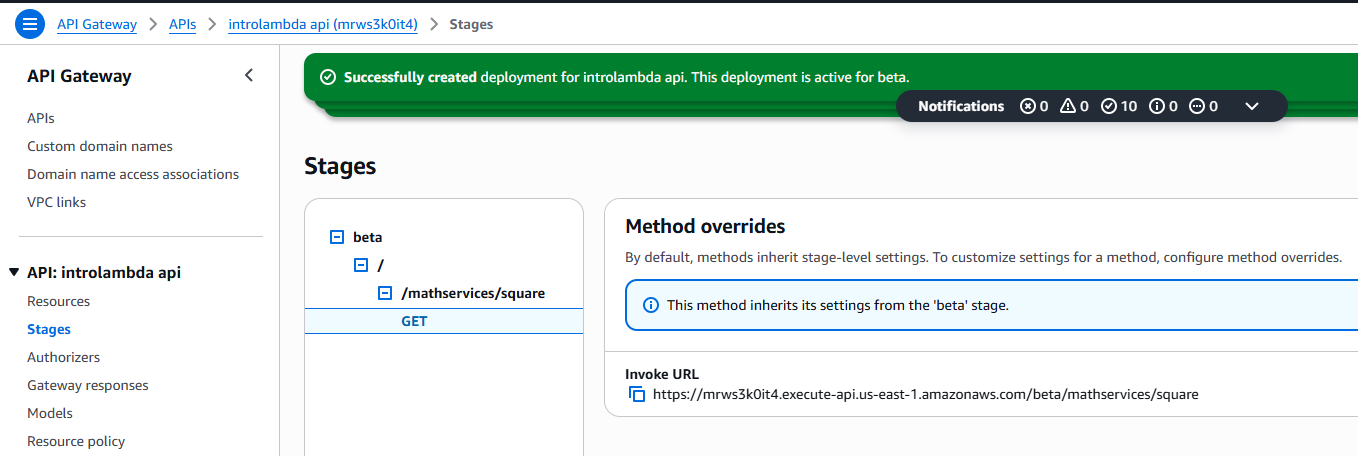 API Gateway > APIs > introlambda api (mrws3k0it4) > Stages
API Gateway
APIs
Custom domain names
Domain name access associations
VPC links
API: introlambda api
Resources
Stages
Authorizers
Gateway responses
Models
Resource policy
Successfully created deployment for introlambda api. This deployment is active for beta.
Notifications 0 0 10 0 0
Stages
beta
/
/mathservices/square
GET
Method overrides
By default, methods inherit stage-level settings. To customize settings for a method, configure method overrides.
This method inherits its settings from the 'beta' stage.
Invoke URL
https://mrws3k0it4.execute-api.us-east-1.amazonaws.com/beta/mathservices/square